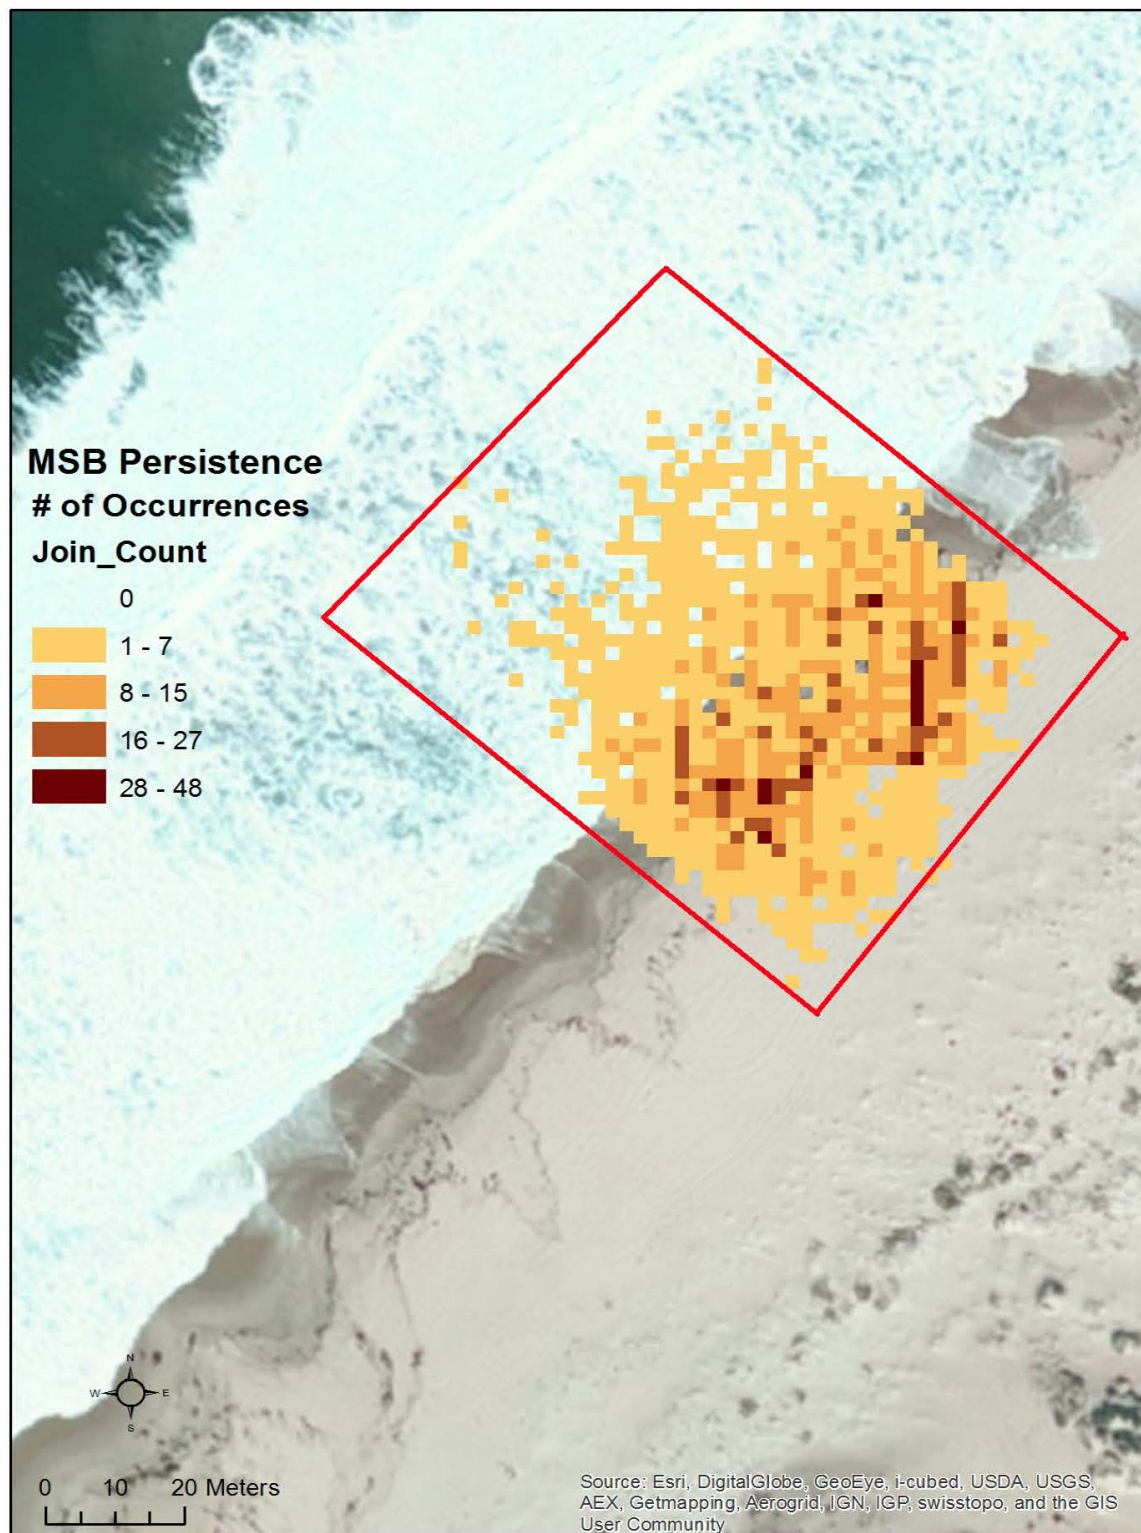 MSB Persistence
# of Occurrences
Join_Count
0
1 - 7
8 - 15
16 - 27
28 - 48
N
W E
S
0 10 20 Meters
Source: Esri, DigitalGlobe, GeoEye, i-cubed, USDA, USGS,
AEX, Getmapping, Aerogrid, IGN, IGP, swisstopo, and the GIS
User Community